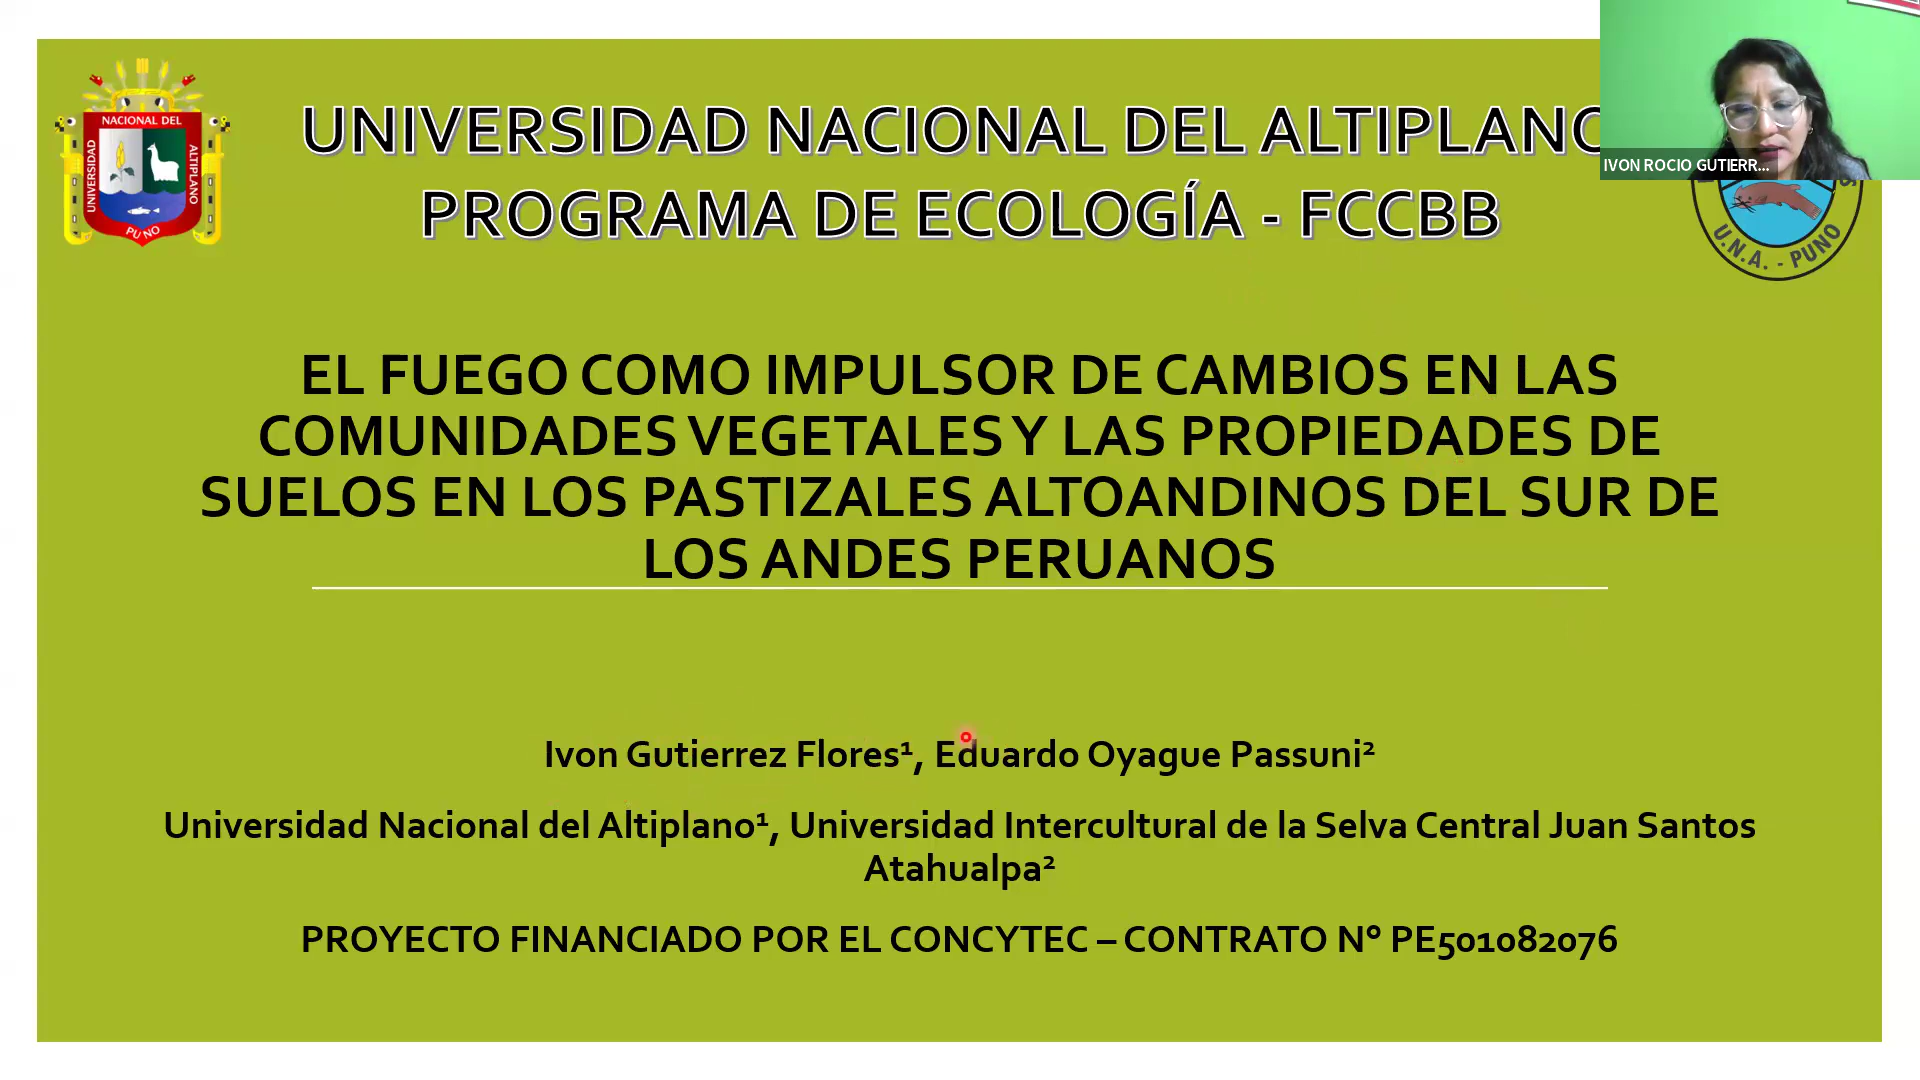 UNIVERSIDAD NACIONAL DEL ALTIPLANO
PROGRAMA DE ECOLOGÍA - FCCBB
NACIONAL DEL
UNIVERSIDAD
ALTIPLANO
PUNO
IVON ROCIO GUTIERR...
U.N.A. - PUNO
EL FUEGO COMO IMPULSOR DE CAMBIOS EN LAS
COMUNIDADES VEGETALES Y LAS PROPIEDADES DE
SUELOS EN LOS PASTIZALES ALTOANDINOS DEL SUR DE
LOS ANDES PERUANOS
Ivon Gutierrez Flores¹, Eduardo Oyague Passuni²
Universidad Nacional del Altiplano¹, Universidad Intercultural de la Selva Central Juan Santos
Atahualpa²
PROYECTO FINANCIADO POR EL CONCYTEC – CONTRATO N° PE501082076